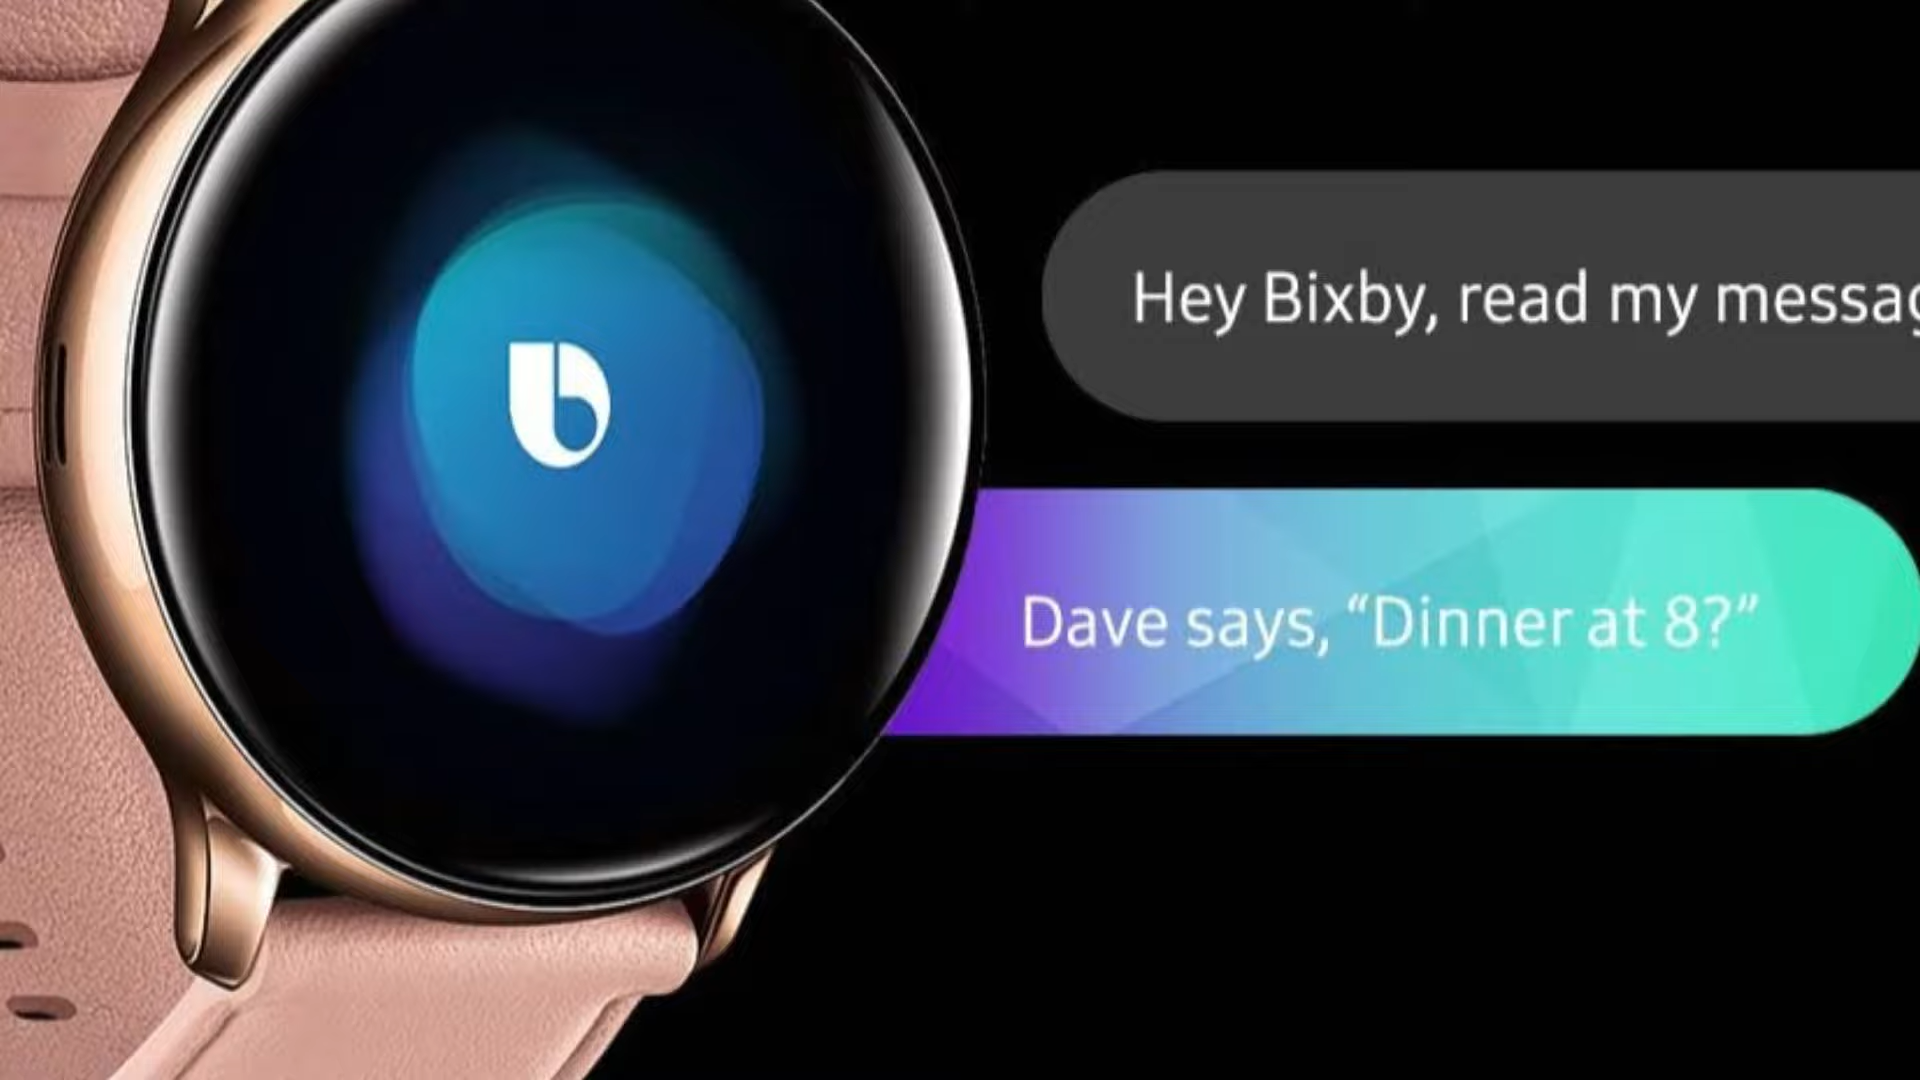 Hey Bixby, read my messag
Dave says, “Dinner at 8?”